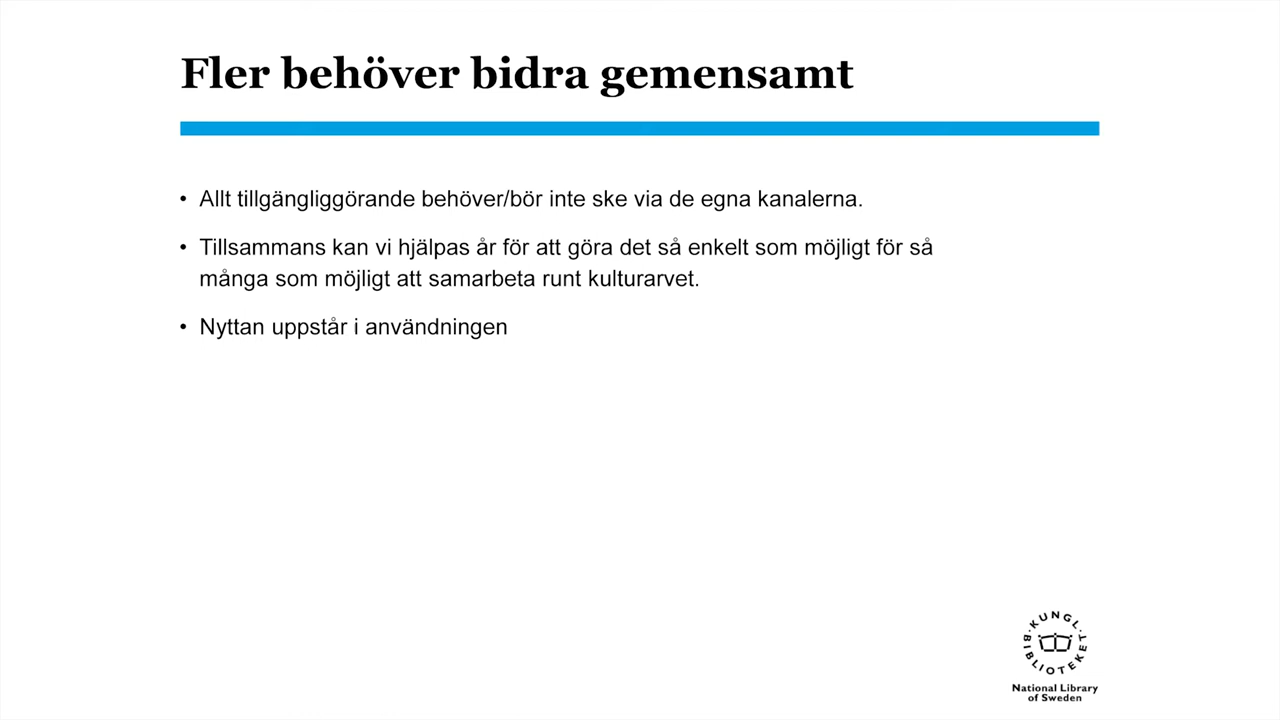 Fler behöver bidra gemensamt
• Allt tillgängliggörande behöver/bör inte ske via de egna kanalerna.
• Tillsammans kan vi hjälpas år för att göra det så enkelt som möjligt för så
många som möjligt att samarbeta runt kulturarvet.
• Nyttan uppstår i användningen
KUNGL·BIBLIOTEKET·
National Library
of Sweden